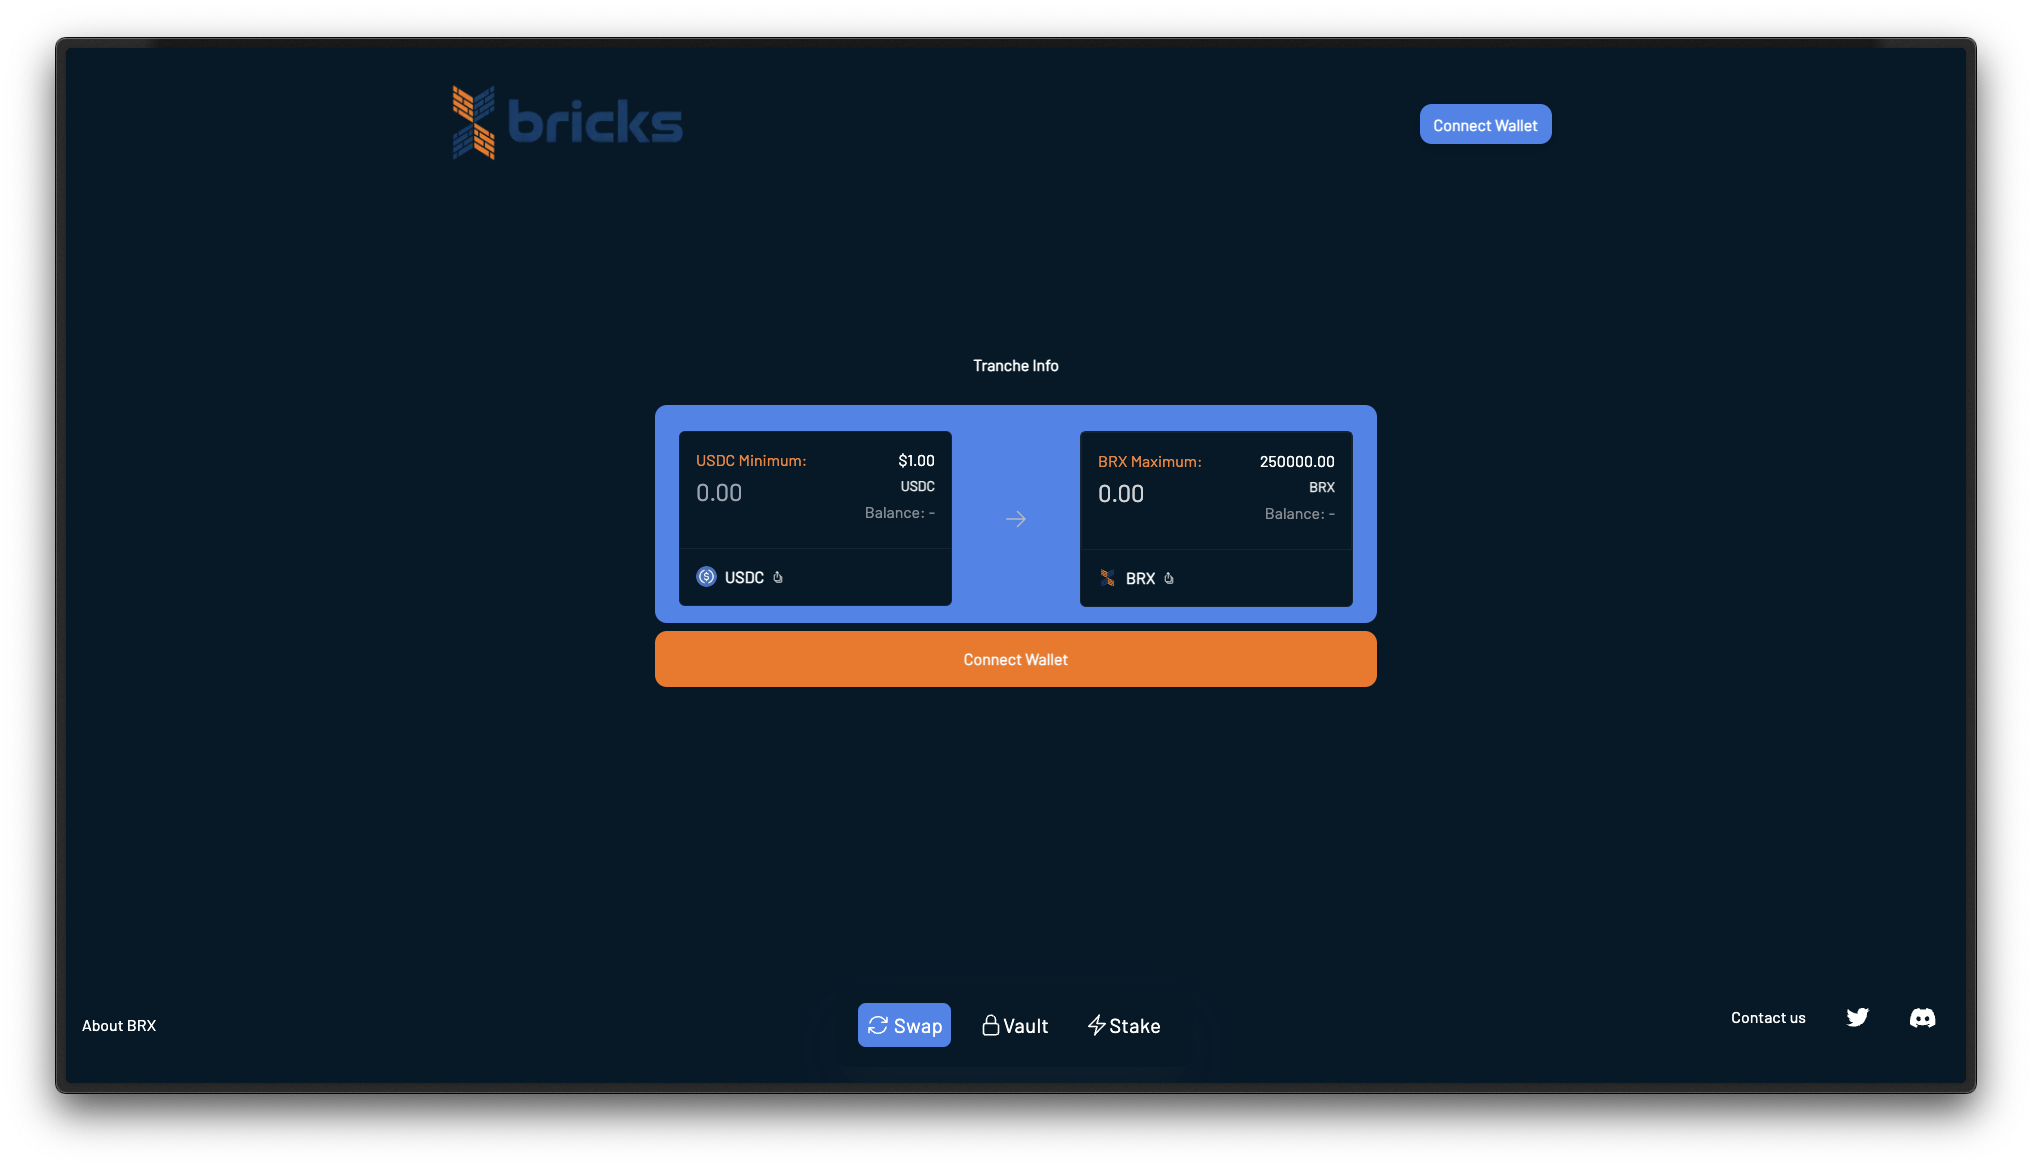 bricks
Connect Wallet
Tranche Info
USDC Minimum: $1.00
0.00 USDC
Balance: -
USDC
BRX Maximum: 250000.00
0.00 BRX
Balance: -
BRX
Connect Wallet
About BRX
Swap Vault Stake
Contact us